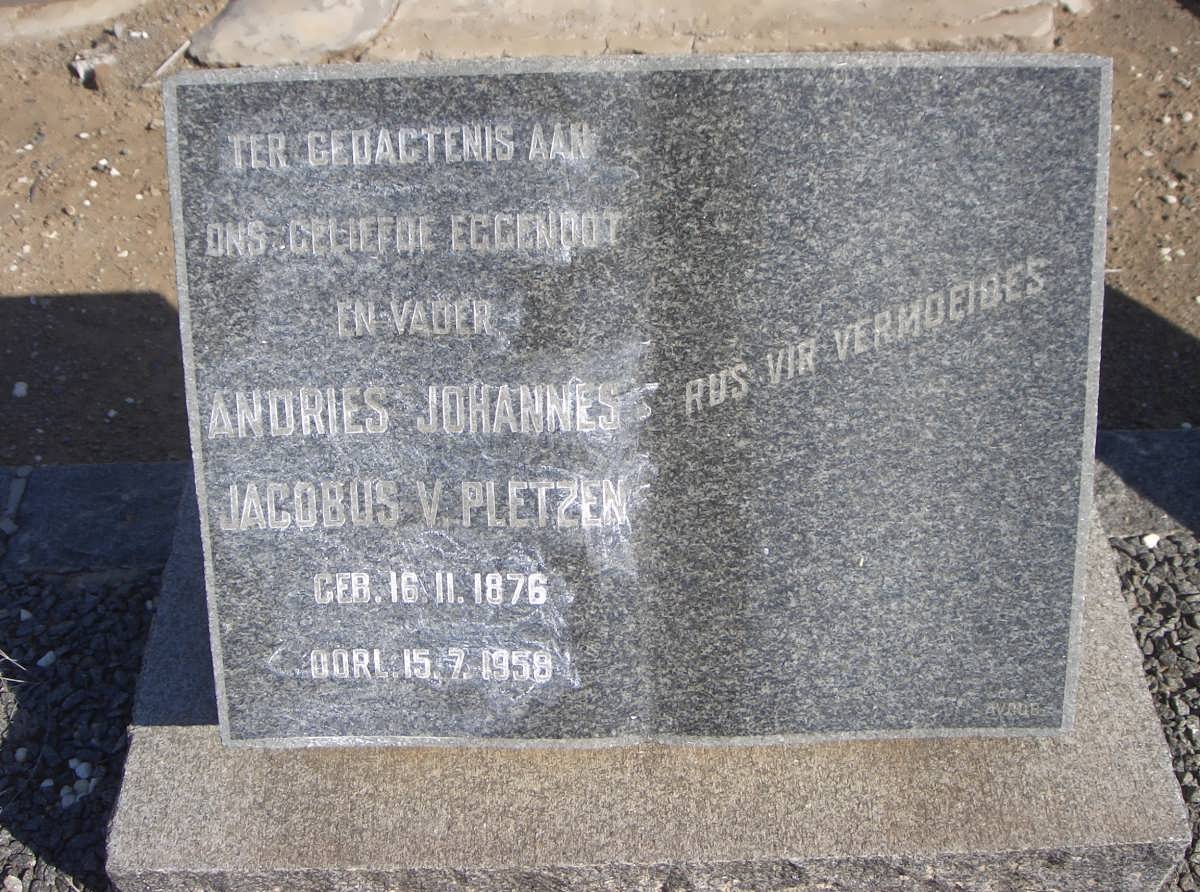 TER GEDACTENIS AAN
ONS GELIEFDE EGGENOOT
EN VADER
ANDRIES JOHANNES
JACOBUS V. PLETZEN
GEB. 16. 11. 1876
OORL. 15. 7. 1958
RUS VIR VERMOEIDES